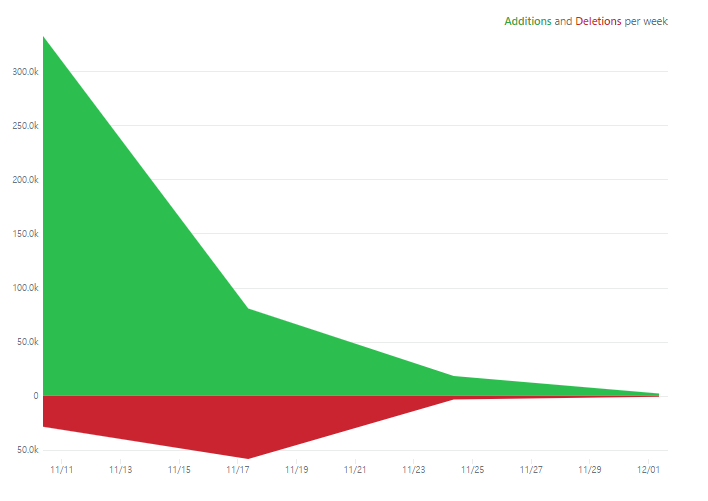 Additions and Deletions per week
300.0k
250.0k
200.0k
150.0k
100.0k
50.0k
0
50.0k
11/11 11/13 11/15 11/17 11/19 11/21 11/23 11/25 11/27 11/29 12/01